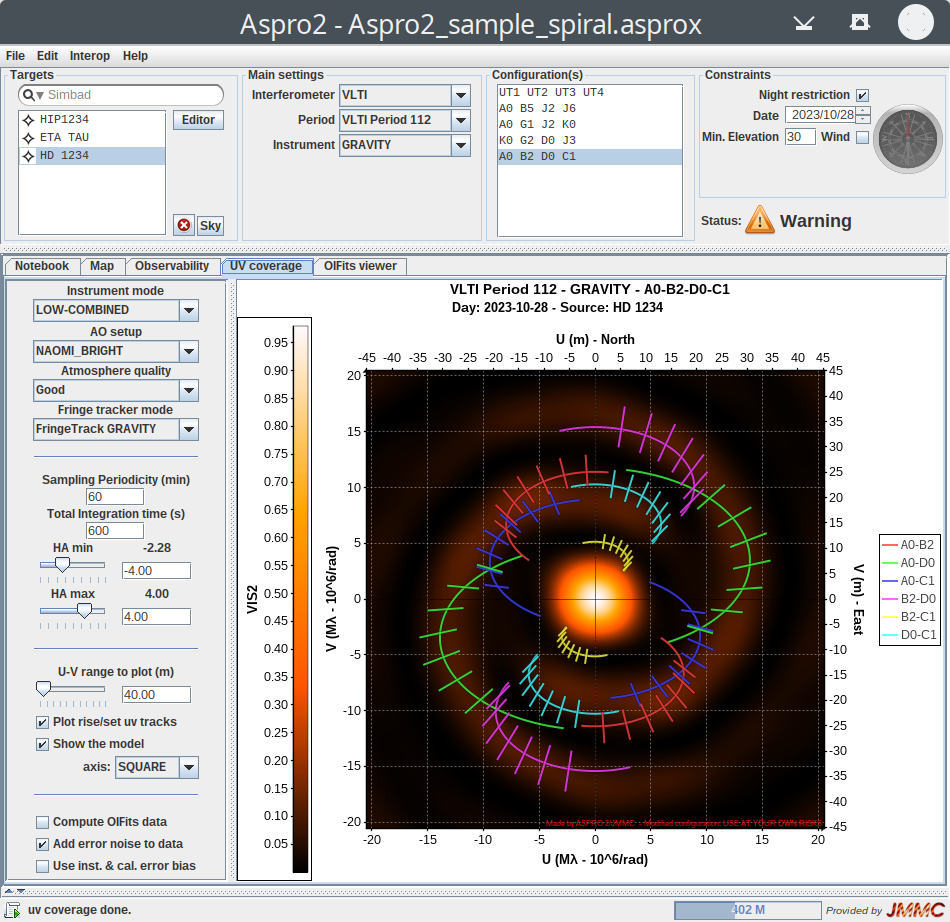 Aspro2 - Aspro2_sample_spiral.asprox
File Edit Interop Help
Targets
Simbad
HIP1234
ETA TAU
HD 1234
Editor
Sky
Main settings
Interferometer VLTI
Period VLTI Period 112
Instrument GRAVITY
Configuration(s)
UT1 UT2 UT3 UT4
A0 B5 J2 J6
A0 G1 J2 K0
K0 G2 D0 J3
A0 B2 D0 C1
Constraints
Night restriction
Date 2023/10/28
Min. Elevation 30 Wind
Status: Warning
Notebook Map Observability UV coverage OIFits viewer
Instrument mode
LOW-COMBINED
AO setup
NAOMI_BRIGHT
Atmosphere quality
Good
Fringe tracker mode
FringeTrack GRAVITY
Sampling Periodicity (min)
60
Total Integration time (s)
600
HA min -2.28
-4.00
HA max 4.00
4.00
U-V range to plot (m)
40.00
Plot rise/set uv tracks
Show the model
axis: SQUARE
Compute OIFits data
Add error noise to data
Use inst. & cal. error bias
VLTI Period 112 - GRAVITY - A0-B2-D0-C1
Day: 2023-10-28 - Source: HD 1234
U (m) - North
-45 -40 -35 -30 -25 -20 -15 -10 -5 0 5 10 15 20 25 30 35 40 45
0.95
0.90
0.85
0.80
0.75
0.70
0.65
0.60
0.55
0.50
0.45
0.40
0.35
0.30
0.25
0.20
0.15
0.10
0.05
VIS2
V (Mλ - 10^6/rad)
20
15
10
5
0
-5
-10
-15
-20
45
40
35
30
25
20
15
10
5
0
-5
-10
-15
-20
-25
-30
-35
-40
-45
V (m) - East
Made by ASPRO 2/JMMC - Modified configuration: USE AT YOUR OWN RISKS
-20 -15 -10 -5 0 5 10 15 20
U (Mλ - 10^6/rad)
A0-B2
A0-D0
A0-C1
B2-D0
B2-C1
D0-C1
uv coverage done.
402 M
Provided by JMMC